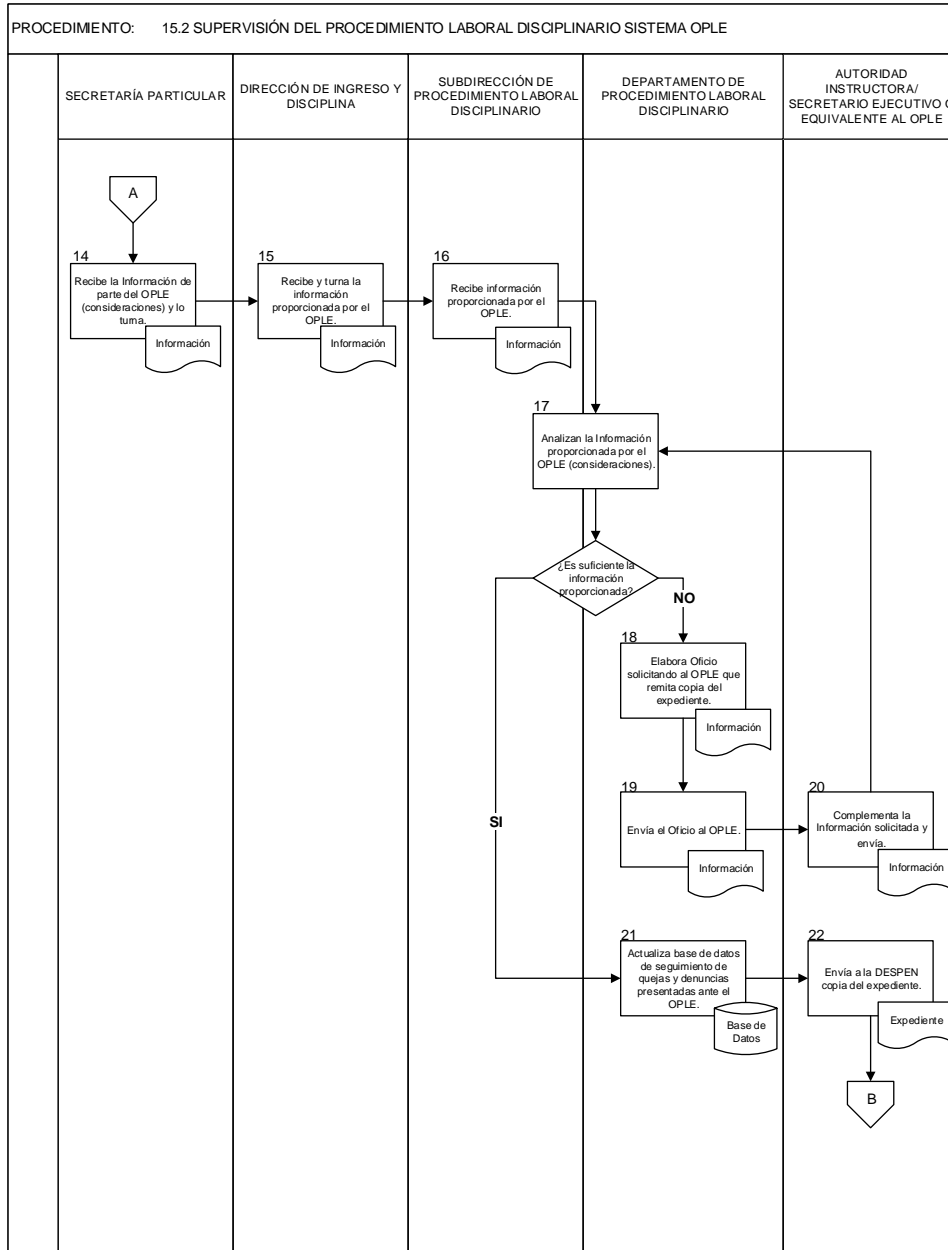 PROCEDIMIENTO: 15.2 SUPERVISIÓN DEL PROCEDIMIENTO LABORAL DISCIPLINARIO SISTEMA OPLE
SECRETARÍA PARTICULAR
DIRECCIÓN DE INGRESO Y
DISCIPLINA
SUBDIRECCIÓN DE
PROCEDIMIENTO LABORAL
DISCIPLINARIO
DEPARTAMENTO DE
PROCEDIMIENTO LABORAL
DISCIPLINARIO
AUTORIDAD
INSTRUCTORA/
SECRETARIO EJECUTIVO
EQUIVALENTE AL OPLE
A
14
Recibe la Información de
parte del OPLE
(consideraciones) y lo
turna.
Información
15
Recibe y turna la
información
proporcionada por el
OPLE.
Información
16
Recibe información
proporcionada por el
OPLE.
Información
17
Analizan la Información
proporcionada por el
OPLE (consideraciones).
¿Es suficiente la
información
proporcionada?
NO
18
Elabora Oficio
solicitando al OPLE que
remita copia del
expediente.
Información
19
Envía el Oficio al OPLE.
Información
20
Complementa la
Información solicitada y
envía.
Información
SI
21
Actualiza base de datos
de seguimiento de
quejas y denuncias
presentadas ante el
OPLE.
Base de
Datos
22
Envía a la DESPEN
copia del expediente.
Expediente
B